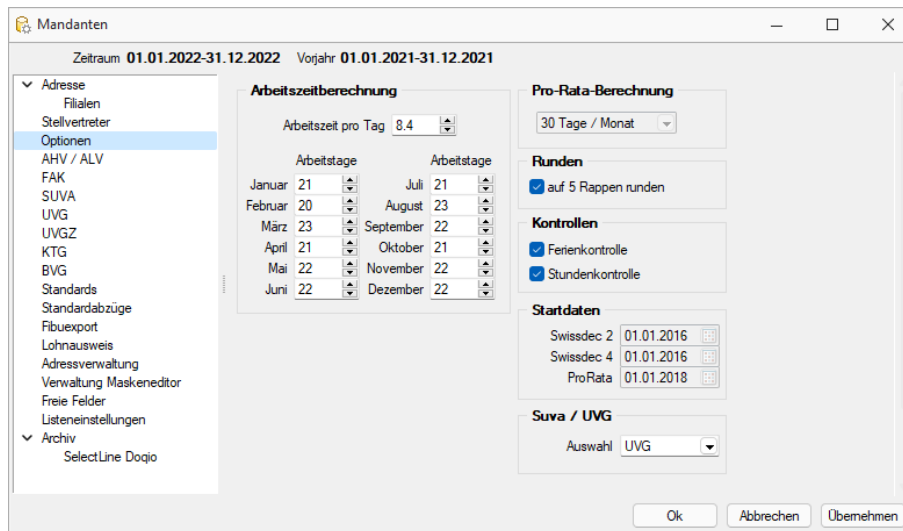 Mandanten
Zeitraum 01.01.2022-31.12.2022 Vorjahr 01.01.2021-31.12.2021
Adresse
Filialen
Stellvertreter
Optionen
AHV / ALV
FAK
SUVA
UVG
UVGZ
KTG
BVG
Standards
Standardabzüge
Fibuexport
Lohnausweis
Adressverwaltung
Verwaltung Maskeneditor
Freie Felder
Listeneinstellungen
Archiv
SelectLine Doqio
Arbeitszeitberechnung
Arbeitszeit pro Tag 8.4
Arbeitstage Arbeitstage
Januar 21 Juli 21
Februar 20 August 23
März 23 September 22
April 21 Oktober 21
Mai 22 November 22
Juni 22 Dezember 22
Pro-Rata-Berechnung
30 Tage / Monat
Runden
auf 5 Rappen runden
Kontrollen
Ferienkontrolle
Stundenkontrolle
Startdaten
Swissdec 2 01.01.2016
Swissdec 4 01.01.2016
ProRata 01.01.2018
Suva / UVG
Auswahl UVG
Ok Abbrechen Übernehmen